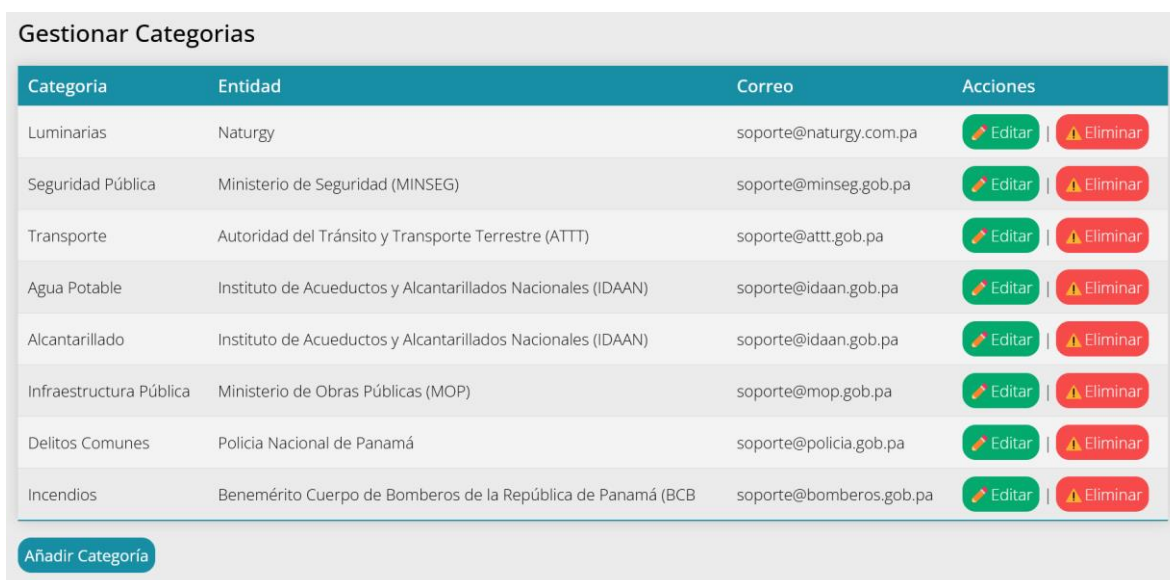 Gestionar Categorias
Categoria Entidad Correo Acciones
Luminarias Naturgy soporte@naturgy.com.pa Editar | Eliminar
Seguridad Pública Ministerio de Seguridad (MINSEG) soporte@minseg.gob.pa Editar | Eliminar
Transporte Autoridad del Tránsito y Transporte Terrestre (ATTT) soporte@attt.gob.pa Editar | Eliminar
Agua Potable Instituto de Acueductos y Alcantarillados Nacionales (IDAAN) soporte@idaan.gob.pa Editar | Eliminar
Alcantarillado Instituto de Acueductos y Alcantarillados Nacionales (IDAAN) soporte@idaan.gob.pa Editar | Eliminar
Infraestructura Pública Ministerio de Obras Públicas (MOP) soporte@mop.gob.pa Editar | Eliminar
Delitos Comunes Policia Nacional de Panamá soporte@policia.gob.pa Editar | Eliminar
Incendios Benemérito Cuerpo de Bomberos de la República de Panamá (BCB soporte@bomberos.gob.pa Editar | Eliminar
Añadir Categoría